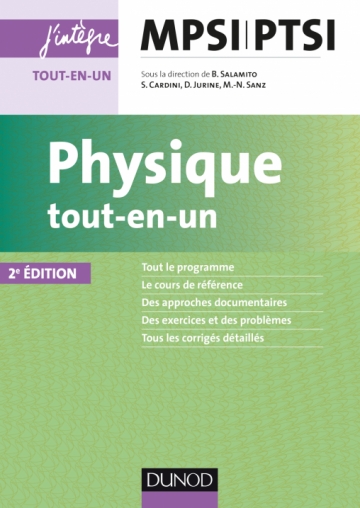 j'intègre
MPSI|PTSI
TOUT-EN-UN
Sous la direction de B. SALAMITO
S. CARDINI, D. JURINE, M.-N. SANZ
Physique
tout-en-un
2e ÉDITION
Tout le programme
Le cours de référence
Des approches documentaires
Des exercices et des problèmes
Tous les corrigés détaillés
DUNOD